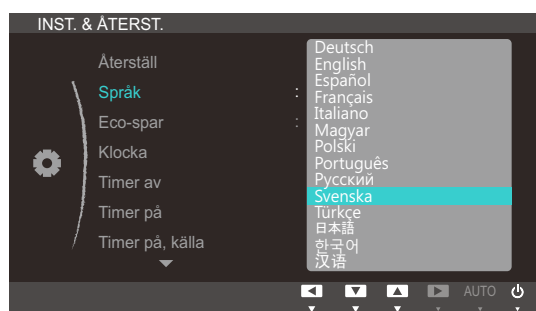 INST. & ÅTERST.
Återställ
Språk :
Eco-spar :
Klocka
Timer av
Timer på
Timer på, källa
Deutsch
English
Español
Français
Italiano
Magyar
Polski
Português
Русский
Svenska
Türkçe
日本語
한국어
汉语
AUTO